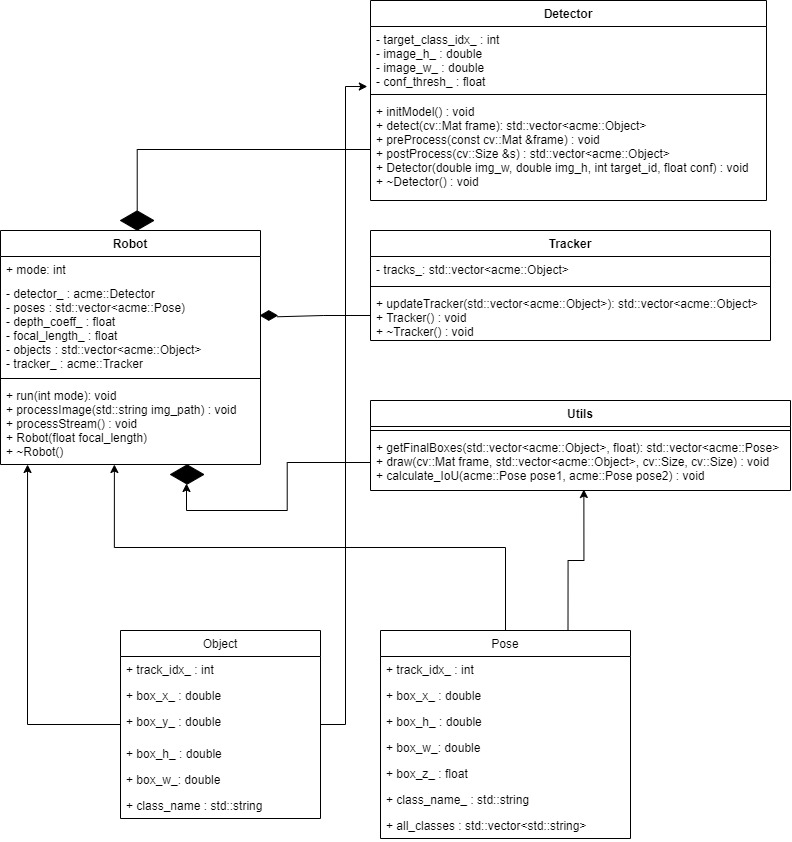 Detector
- target_class_idx_ : int
- image_h_ : double
- image_w_ : double
- conf_thresh_ : float
+ initModel() : void
+ detect(cv::Mat frame): std::vector<acme::Object>
+ preProcess(const cv::Mat &frame) : void
+ postProcess(cv::Size &s) : std::vector<acme::Object>
+ Detector(double img_w, double img_h, int target_id, float conf) : void
+ ~Detector() : void
Robot
+ mode: int
- detector_ : acme::Detector
- poses : std::vector<acme::Pose)
- depth_coeff_ : float
- focal_length_ : float
- objects : std::vector<acme::Object>
- tracker_ : acme::Tracker
+ run(int mode): void
+ processImage(std::string img_path) : void
+ processStream() : void
+ Robot(float focal_length)
+ ~Robot()
Tracker
- tracks_: std::vector<acme::Object>
+ updateTracker(std::vector<acme::Object>): std::vector<acme::Object>
+ Tracker() : void
+ ~Tracker() : void
Utils
+ getFinalBoxes(std::vector<acme::Object>, float): std::vector<acme::Pose>
+ draw(cv::Mat frame, std::vector<acme::Object>, cv::Size, cv::Size) : void
+ calculate_IoU(acme::Pose pose1, acme::Pose pose2) : void
Object
+ track_idx_ : int
+ box_x_ : double
+ box_y_ : double
+ box_h_ : double
+ box_w_: double
+ class_name : std::string
Pose
+ track_idx_ : int
+ box_x_ : double
+ box_h_ : double
+ box_w_: double
+ box_z_ : float
+ class_name_ : std::string
+ all_classes : std::vector<std::string>